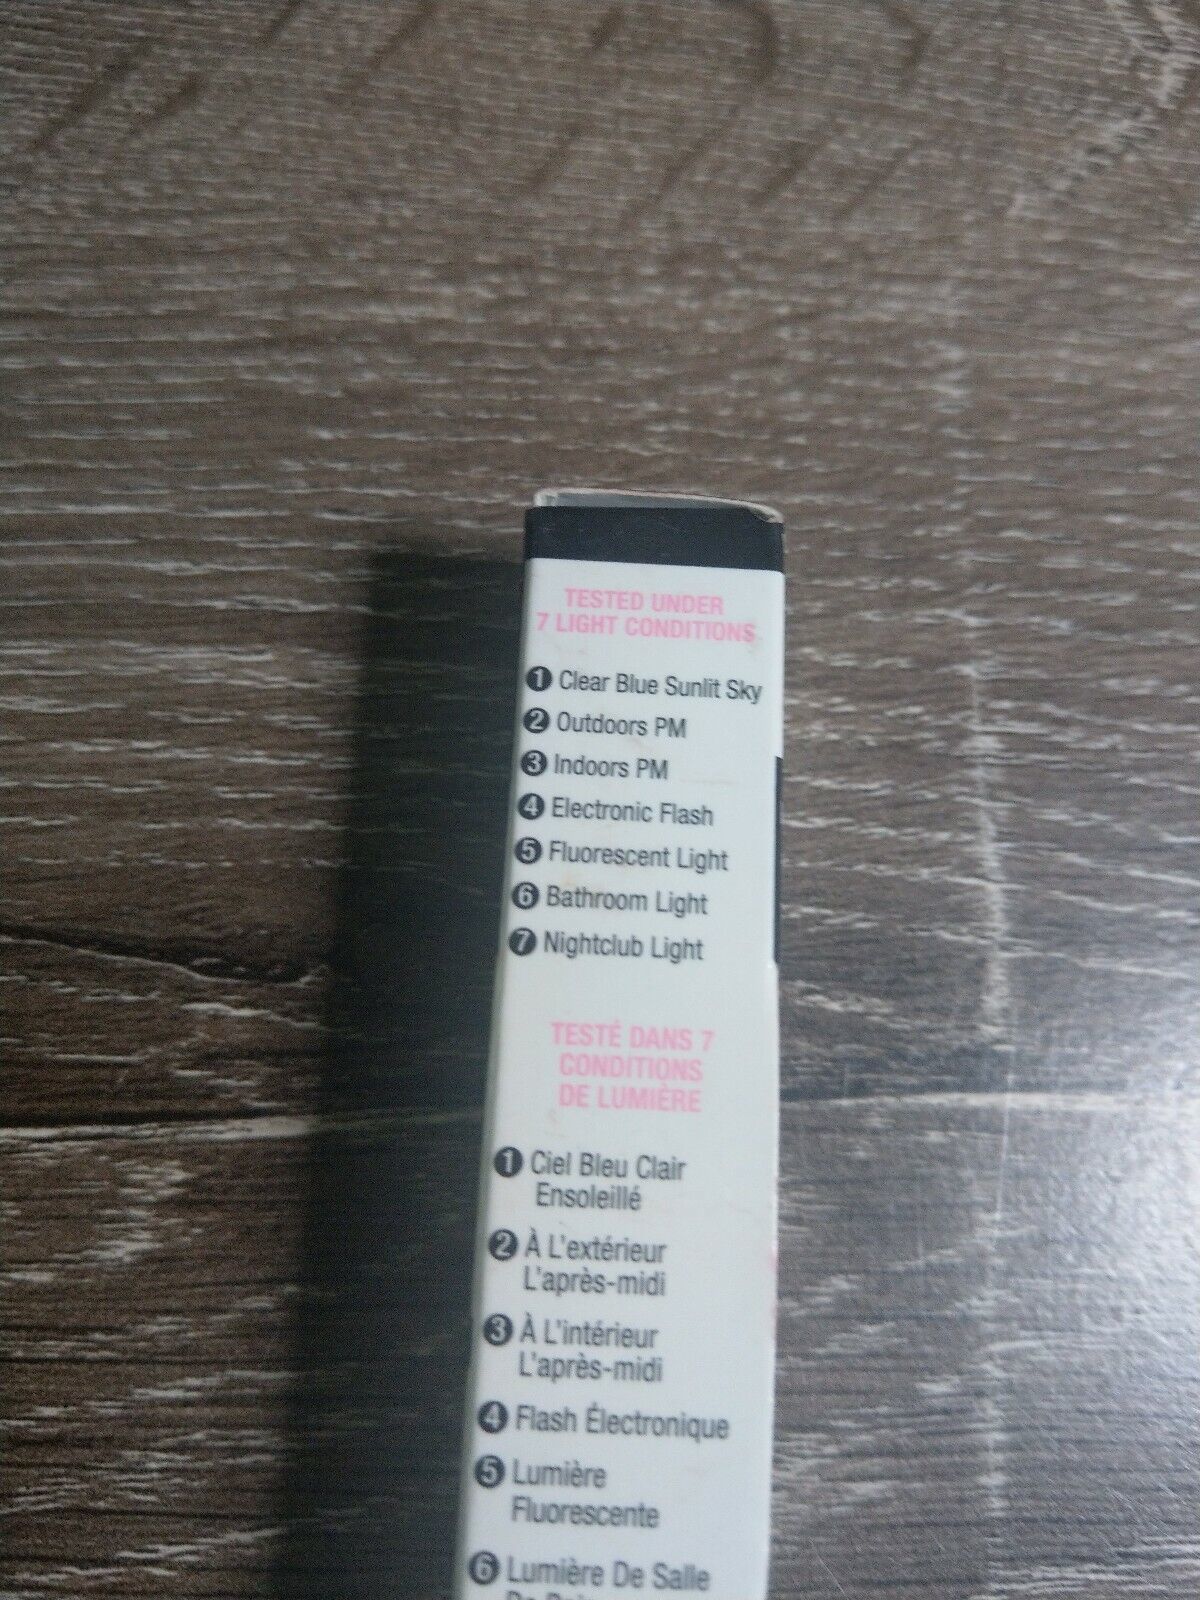 TESTED UNDER
7 LIGHT CONDITIONS
1 Clear Blue Sunlit Sky
2 Outdoors PM
3 Indoors PM
4 Electronic Flash
5 Fluorescent Light
6 Bathroom Light
7 Nightclub Light
TESTÉ DANS 7
CONDITIONS
DE LUMIÈRE
1 Ciel Bleu Clair
Ensoleillé
2 À L'extérieur
L'après-midi
3 À L'intérieur
L'après-midi
4 Flash Électronique
5 Lumière
Fluorescente
6 Lumière De Salle